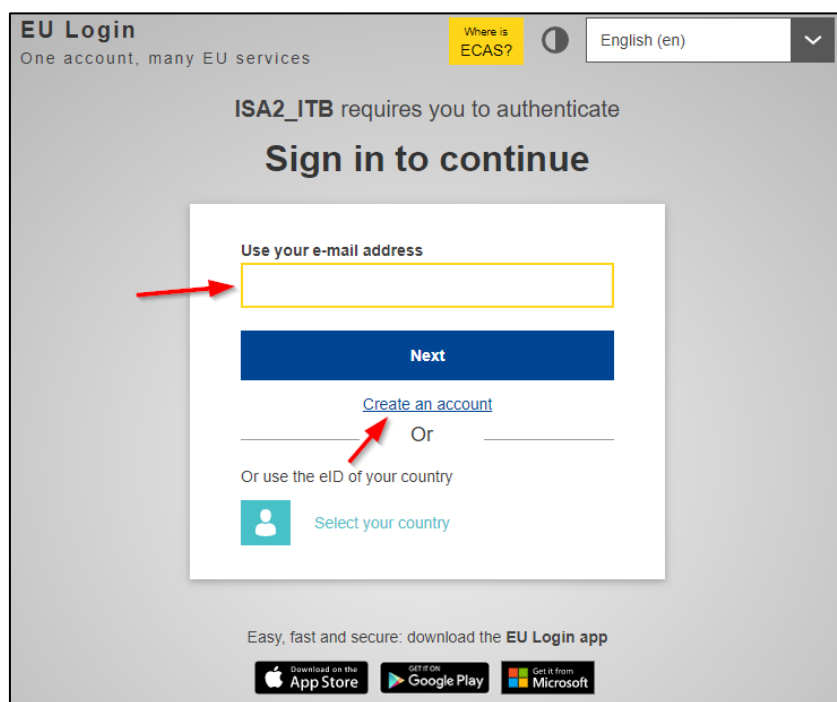 EU Login
One account, many EU services
Where is
ECAS?
English (en)
ISA2_ITB requires you to authenticate
Sign in to continue
Use your e-mail address
Next
Create an account
Or
Or use the eID of your country
Select your country
Easy, fast and secure: download the EU Login app
Download on the
App Store
GET IT ON
Google Play
Get it from
Microsoft